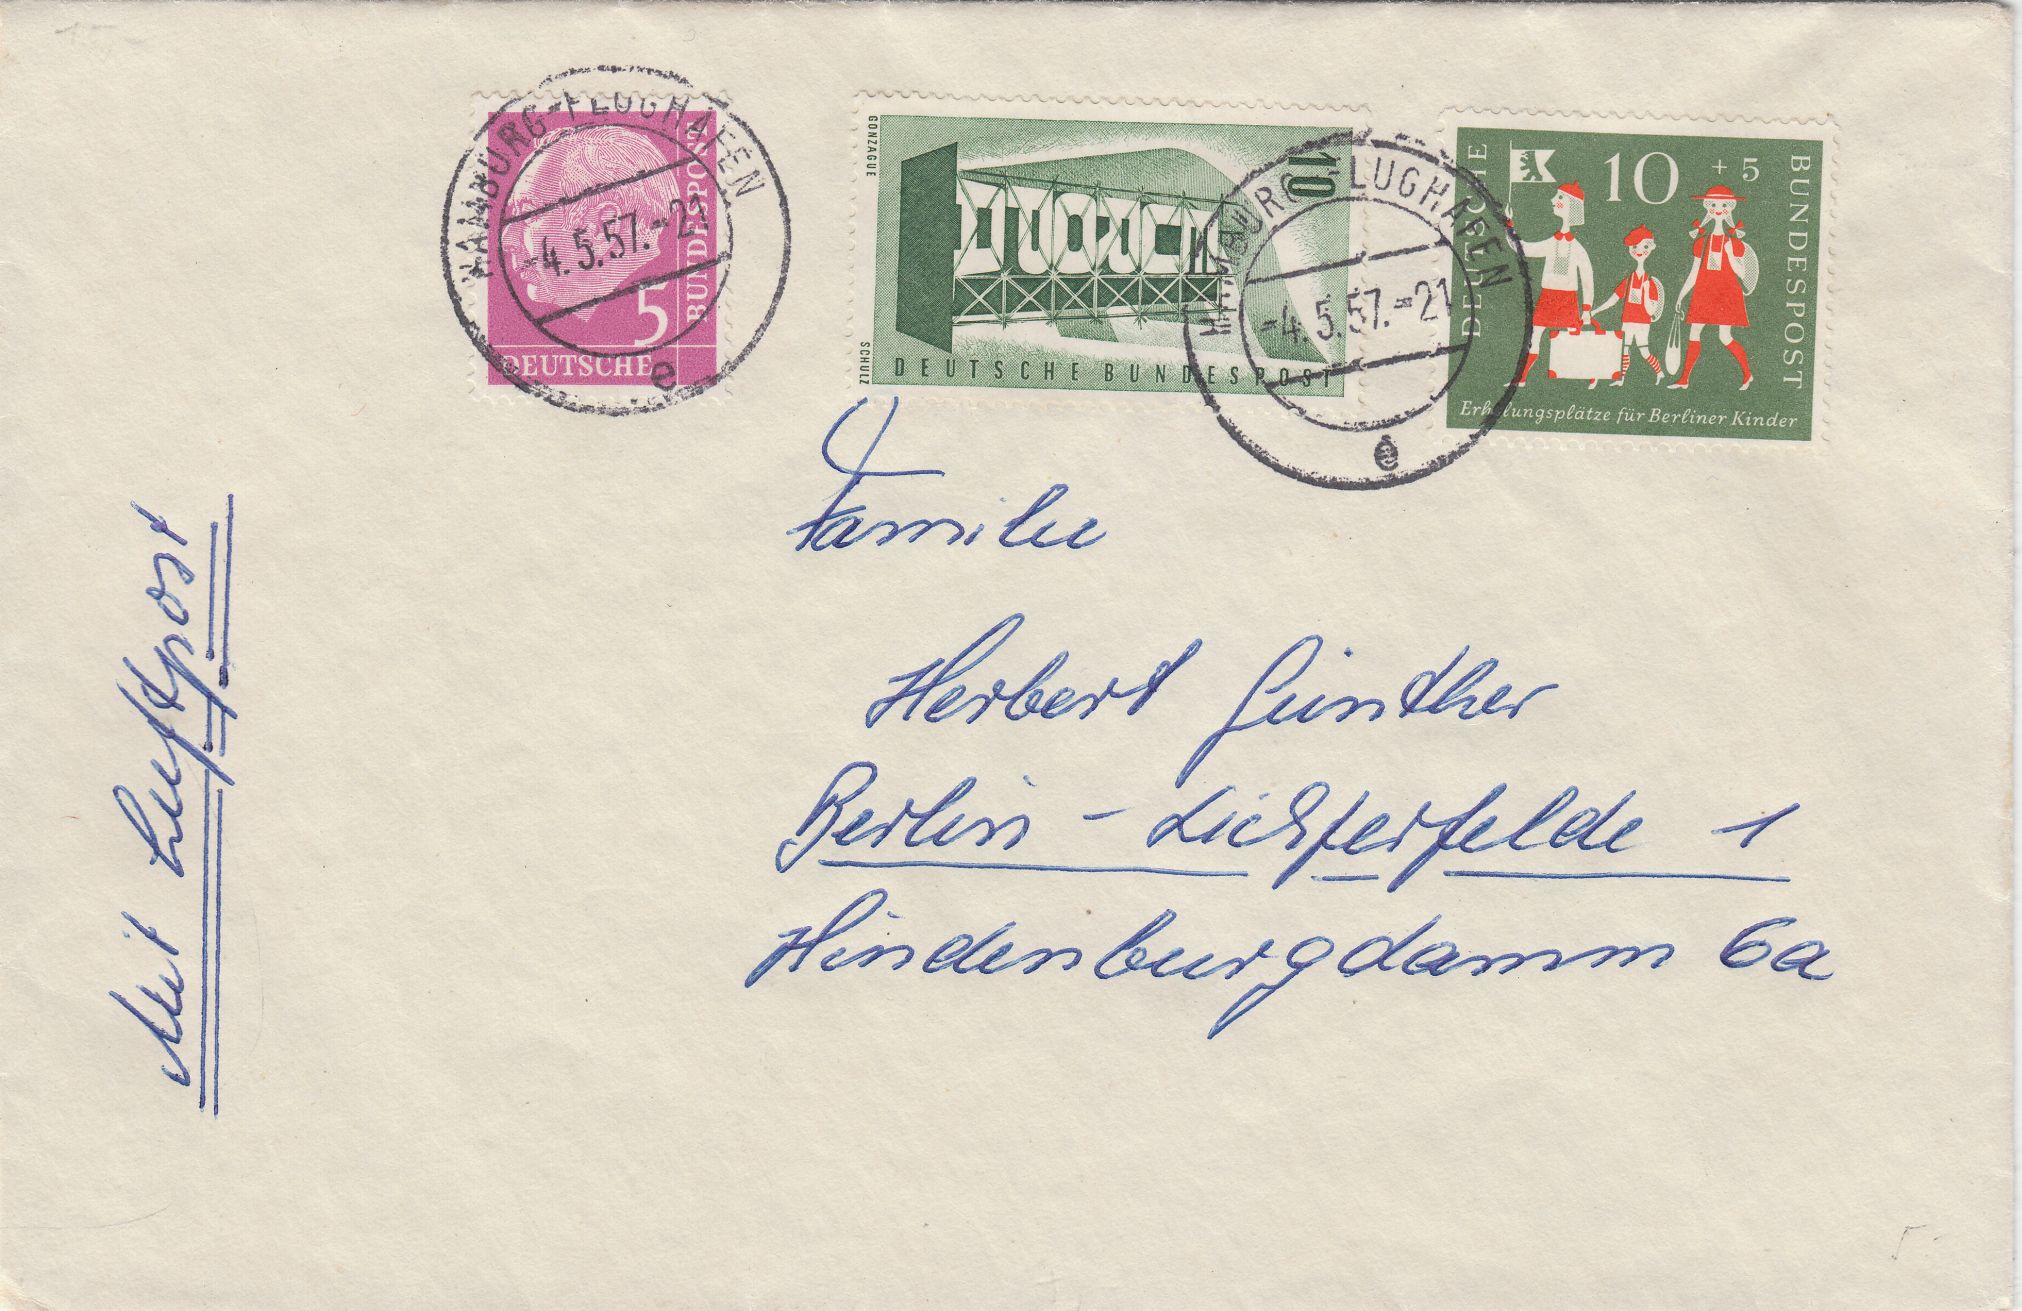 HAMBURG-FLUGHAFEN
-4.5.57.-21
e
5
DEUTSCHE
BUNDESPOST
GONZAGUE
SCHULZ
10
EUROPA
DEUTSCHE BUNDESPOST
HAMBURG-FLUGHAFEN
-4.5.57.-21
e
DEUTSCHE
10 +5
BUNDESPOST
Erholungsplätze für Berliner Kinder
Mit Luftpost
Familie
Herbert Günther
Berlin - Lichterfelde 1
Hindenburgdamm 6a
5.-